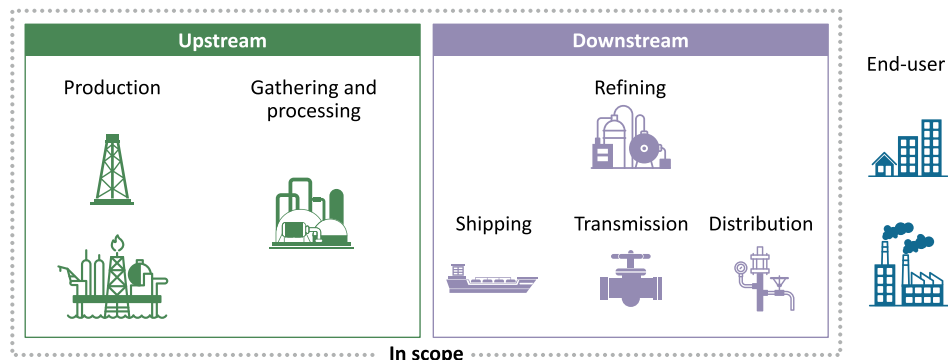 Upstream
Downstream
Production
Gathering and
processing
Refining
End-user
Shipping
Transmission
Distribution
In scope